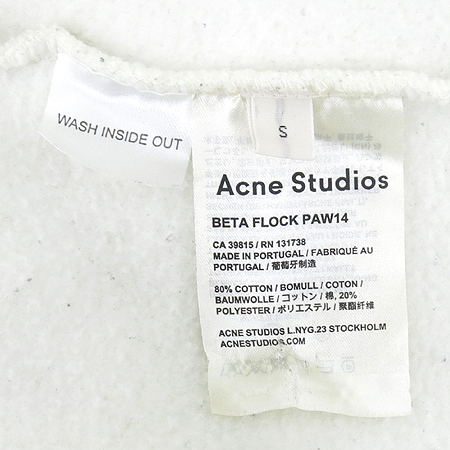 WASH INSIDE OUT
S
Acne Studios
BETA FLOCK PAW14
CA 39815 / RN 131738
MADE IN PORTUGAL / FABRIQUÉ AU
PORTUGAL / 葡萄牙制造
80% COTTON / BOMULL / COTON /
BAUMWOLLE / コットン / 棉, 20%
POLYESTER / ポリエステル / 聚酯纤维
ACNE STUDIOS L.NYG.23 STOCKHOLM
ACNESTUDIOS.COM